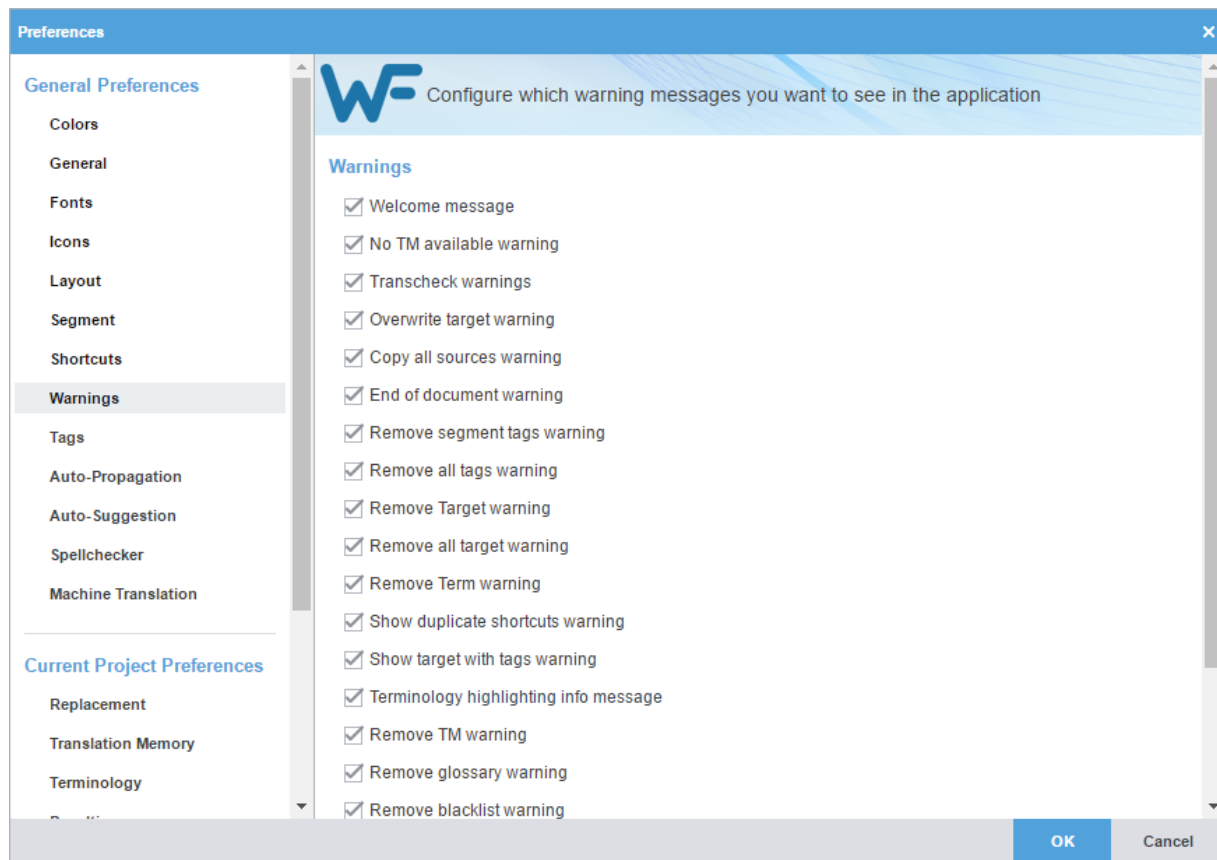 Preferences
General Preferences
Colors
General
Fonts
Icons
Layout
Segment
Shortcuts
Warnings
Tags
Auto-Propagation
Auto-Suggestion
Spellchecker
Machine Translation
Current Project Preferences
Replacement
Translation Memory
Terminology
WF Configure which warning messages you want to see in the application
Warnings
Welcome message
No TM available warning
Transcheck warnings
Overwrite target warning
Copy all sources warning
End of document warning
Remove segment tags warning
Remove all tags warning
Remove Target warning
Remove all target warning
Remove Term warning
Show duplicate shortcuts warning
Show target with tags warning
Terminology highlighting info message
Remove TM warning
Remove glossary warning
Remove blacklist warning
OK Cancel